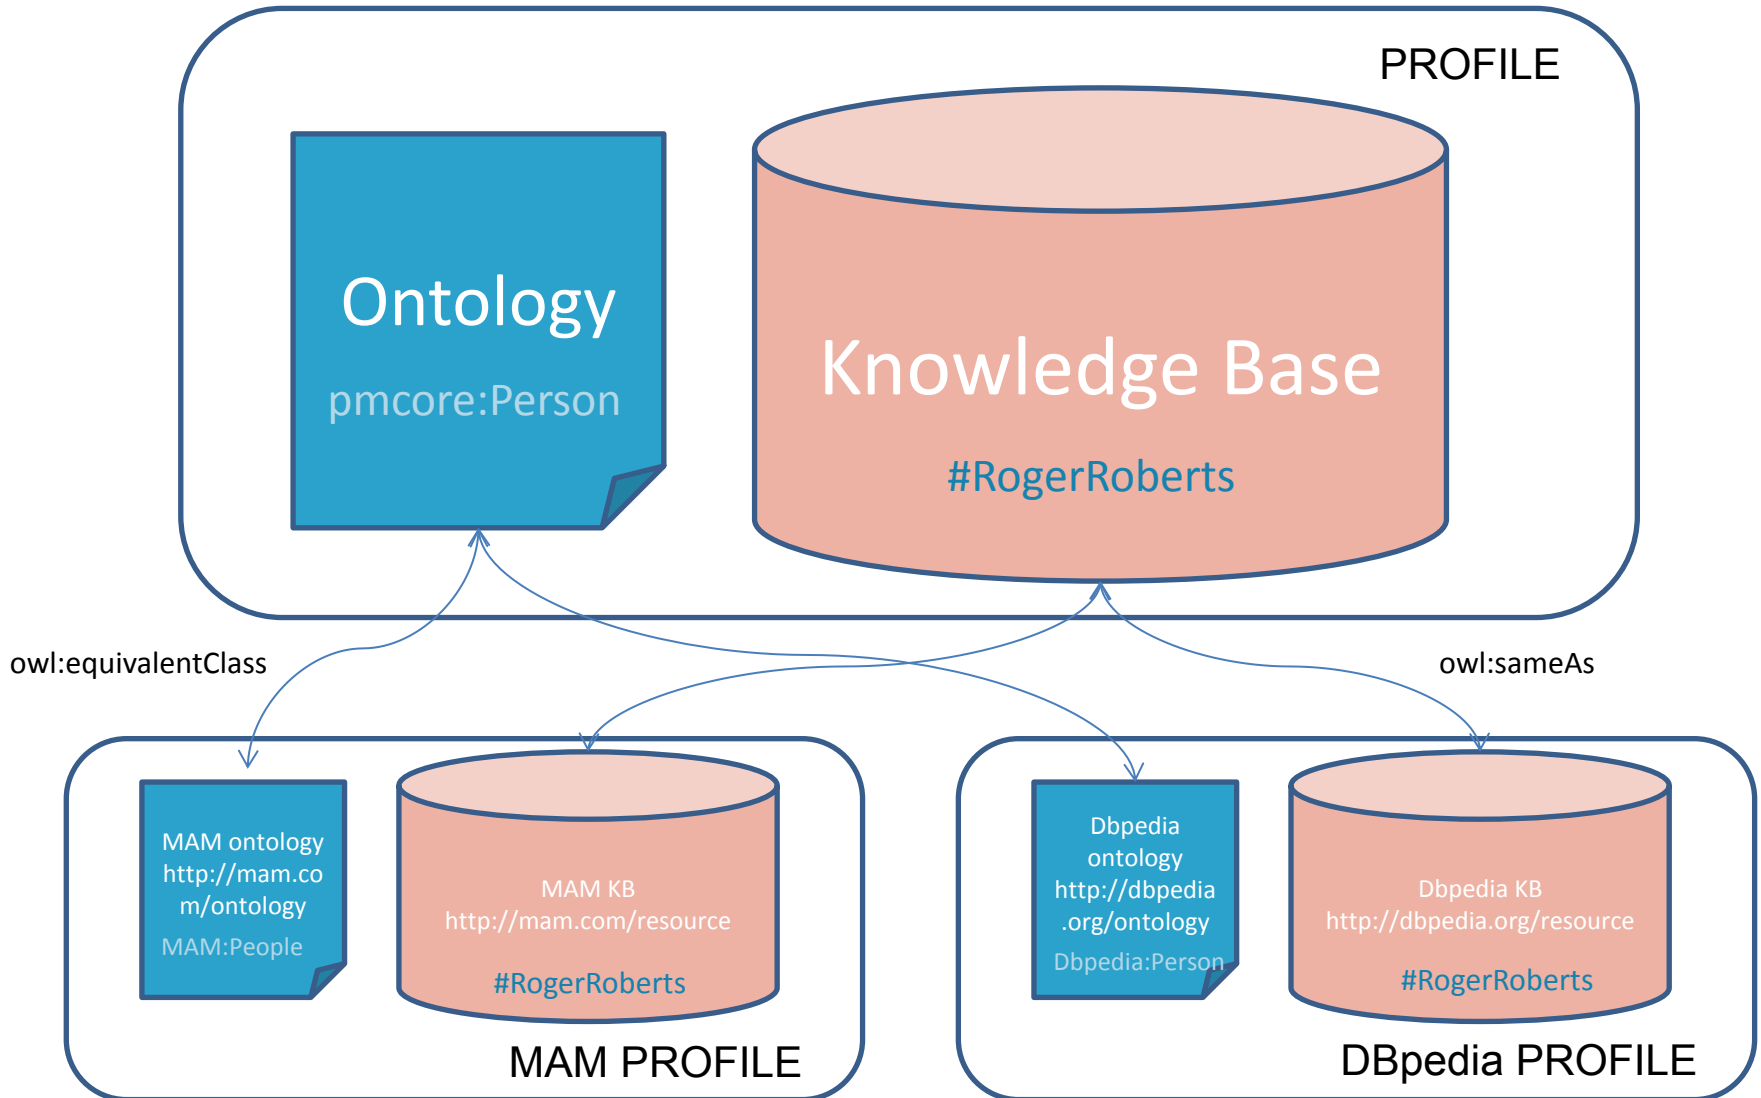 PROFILE
Ontology
pmcore:Person
Knowledge Base
#RogerRoberts
owl:equivalentClass
owl:sameAs
MAM ontology
http://mam.co
m/ontology
MAM:People
MAM KB
http://mam.com/resource
#RogerRoberts
MAM PROFILE
Dbpedia
ontology
http://dbpedia
.org/ontology
Dbpedia:Person
Dbpedia KB
http://dbpedia.org/resource
#RogerRoberts
DBpedia PROFILE